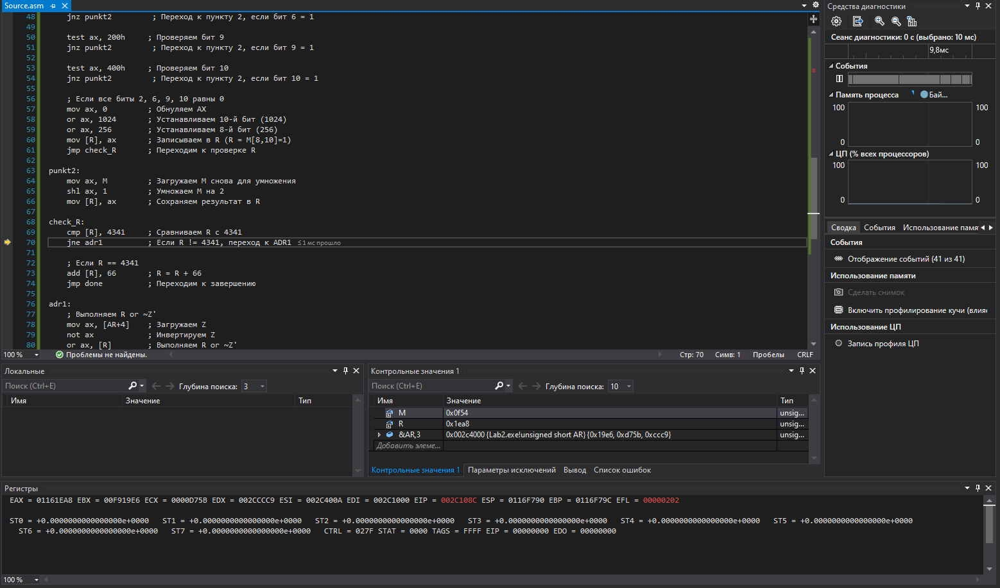 Source.asm
48 jnz punkt2 ; Переход к пункту 2, если бит 6 = 1
49
50 test ax, 200h ; Проверяем бит 9
51 jnz punkt2 ; Переход к пункту 2, если бит 9 = 1
52
53 test ax, 400h ; Проверяем бит 10
54 jnz punkt2 ; Переход к пункту 2, если бит 10 = 1
55
56 ; Если все биты 2, 6, 9, 10 равны 0
57 mov ax, 0 ; Обнуляем AX
58 or ax, 1024 ; Устанавливаем 10-й бит (1024)
59 or ax, 256 ; Устанавливаем 8-й бит (256)
60 mov [R], ax ; Записываем в R (R = M[8,10]=1)
61 jmp check_R ; Переходим к проверке R
62
63 punkt2:
64 mov ax, M ; Загружаем M снова для умножения
65 shl ax, 1 ; Умножаем M на 2
66 mov [R], ax ; Сохраняем результат в R
67
68 check_R:
69 cmp [R], 4341 ; Сравниваем R с 4341
70 jne adr1 ; Если R != 4341, переход к ADR1 ≤1 мс прошло
71
72 ; Если R == 4341
73 add [R], 66 ; R = R + 66
74 jmp done ; Переходим к завершению
75
76 adr1:
77 ; Выполняем R or ~Z'
78 mov ax, [AR+4] ; Загружаем Z
79 not ax ; Инвертируем Z
80 or ax, [R] ; Выполняем R or ~Z'
100 % Проблемы не найдены. Стр: 70 Симв: 1 Пробелы CRLF
Средства диагностики
Сеанс диагностики: 0 с (выбрано: 10 мс)
9,8мс
События
Память процесса Бай...
100 100
0 0
ЦП (% всех процессоров)
100 100
0 0
Сводка События Использование памят
События
Отображение событий (41 из 41)
Использование памяти
Сделать снимок
Включить профилирование кучи (влияе
Использование ЦП
Запись профиля ЦП
Локальные
Поиск (Ctrl+E) Глубина поиска: 3
Имя Значение Тип
Контрольные значения 1
Поиск (Ctrl+E) Глубина поиска: 10
Имя Значение Тип
M 0x0f54 unsig...
R 0x1ea8 unsig...
&AR,3 0x002c4000 {Lab2.exe!unsigned short AR} {0x19e6, 0xd75b, 0xccc9} unsig...
Добавить элеме...
Контрольные значения 1 Параметры исключений Вывод Список ошибок
Регистры
EAX = 01161EA8 EBX = 00F919E6 ECX = 0000D75B EDX = 002CCCC9 ESI = 002C400A EDI = 002C1000 EIP = 002C108C ESP = 0116F790 EBP = 0116F79C EFL = 00000202
ST0 = +0.0000000000000000e+0000 ST1 = +0.0000000000000000e+0000 ST2 = +0.0000000000000000e+0000 ST3 = +0.0000000000000000e+0000 ST4 = +0.0000000000000000e+0000 ST5 = +0.0000000000000000e+0000
ST6 = +0.0000000000000000e+0000 ST7 = +0.0000000000000000e+0000 CTRL = 027F STAT = 0000 TAGS = FFFF EIP = 00000000 EDO = 00000000
100 %